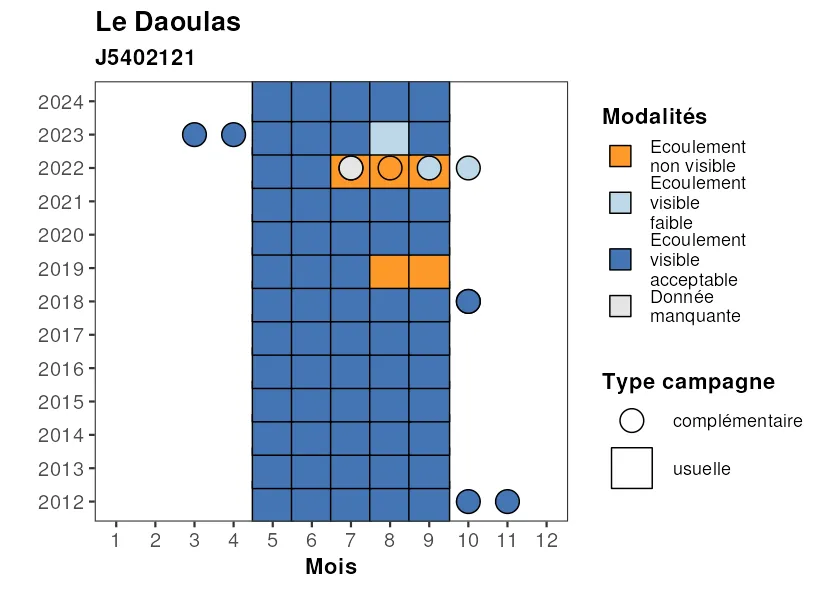 Le Daoulas
J5402121
2024
2023
2022
2021
2020
2019
2018
2017
2016
2015
2014
2013
2012
1 2 3 4 5 6 7 8 9 10 11 12
Mois
Modalités
Ecoulement
non visible
Ecoulement
visible
faible
Ecoulement
visible
acceptable
Donnée
manquante
Type campagne
complémentaire
usuelle